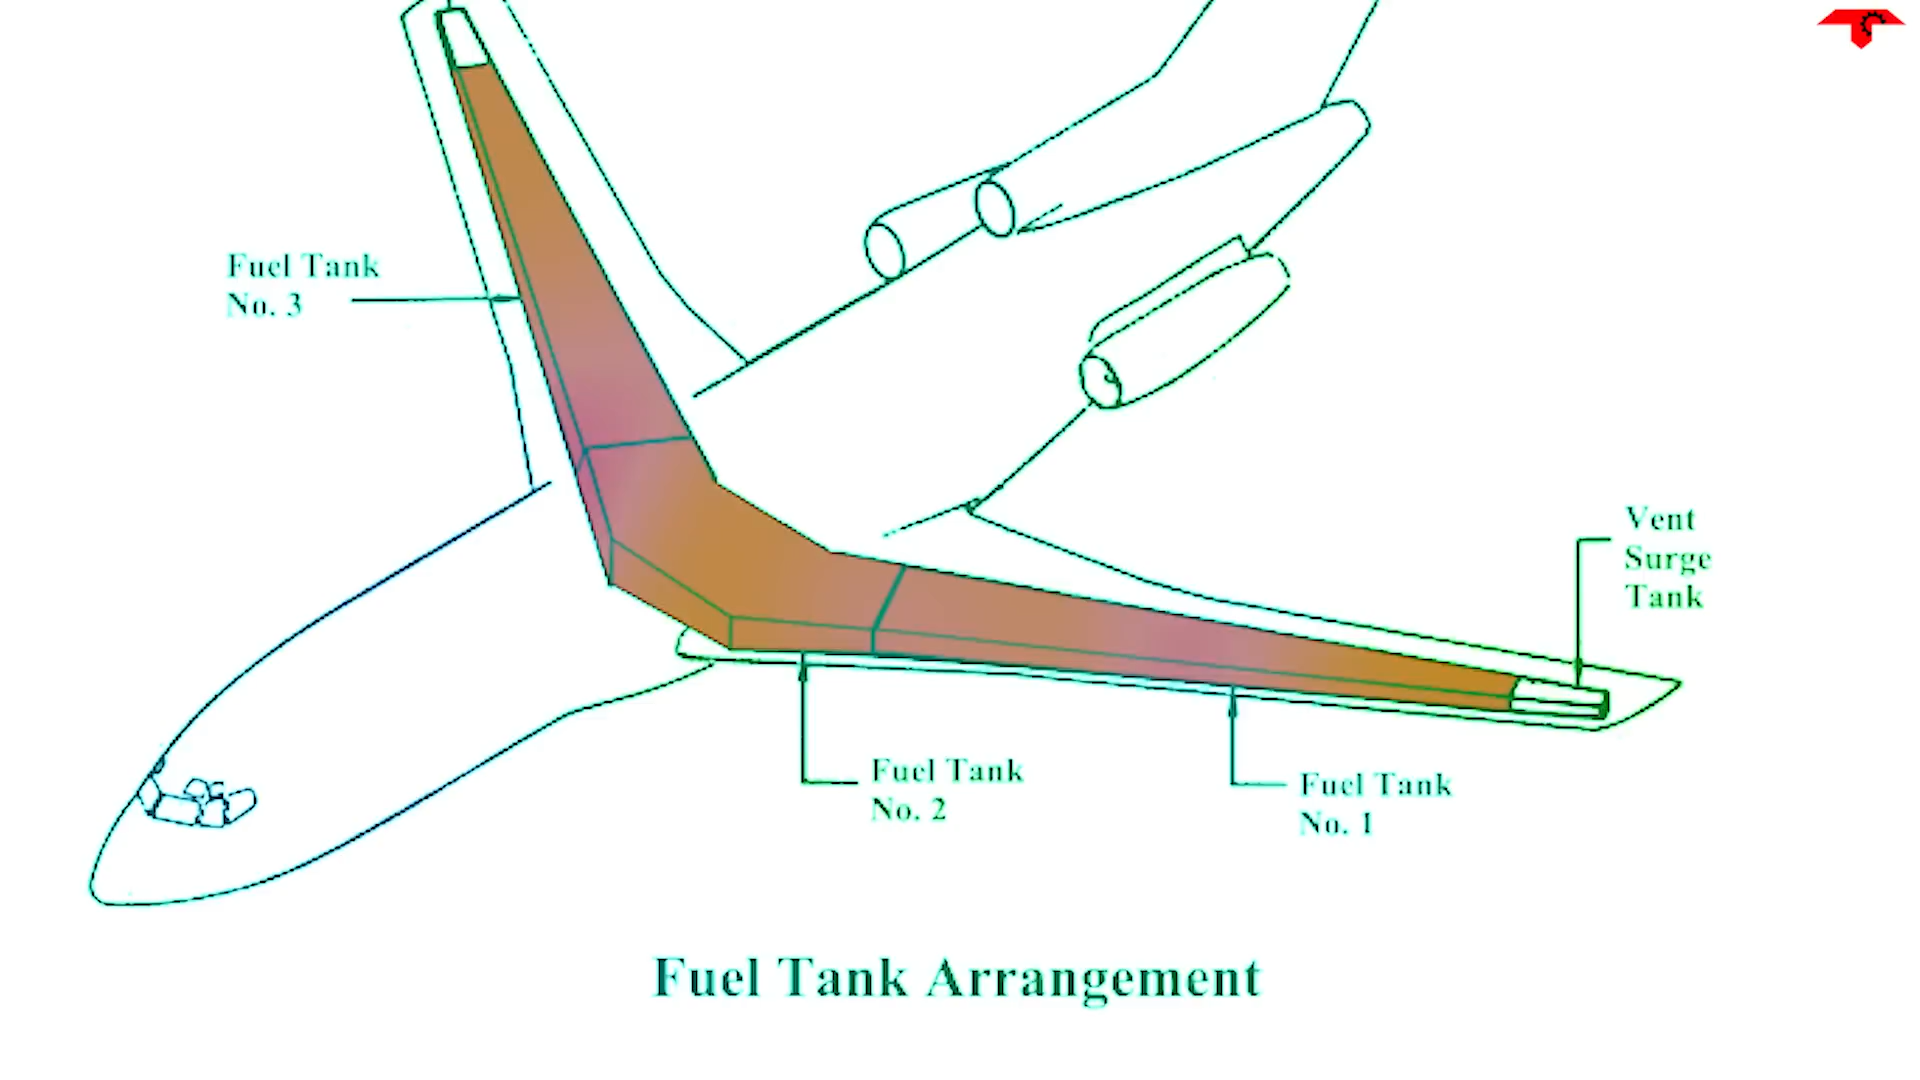 Fuel Tank
No. 3
Vent
Surge
Tank
Fuel Tank
No. 2
Fuel Tank
No. 1
Fuel Tank Arrangement